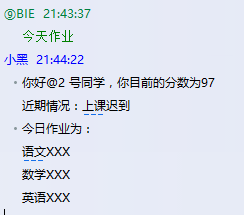 ⑨BIE 21:43:37
今天作业
小黑 21:44:22
• 你好@2 号同学，你目前的分数为97
近期情况：上课迟到
• 今日作业为：
语文XXX
数学XXX
英语XXX